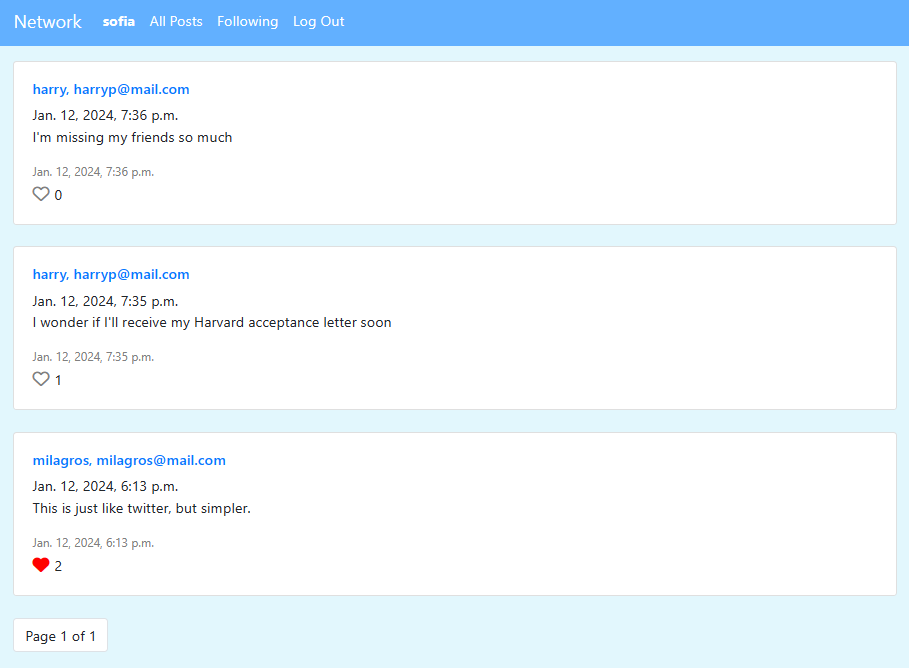 Network sofia All Posts Following Log Out
harry, harryp@mail.com
Jan. 12, 2024, 7:36 p.m.
I'm missing my friends so much
Jan. 12, 2024, 7:36 p.m.
0
harry, harryp@mail.com
Jan. 12, 2024, 7:35 p.m.
I wonder if I'll receive my Harvard acceptance letter soon
Jan. 12, 2024, 7:35 p.m.
1
milagros, milagros@mail.com
Jan. 12, 2024, 6:13 p.m.
This is just like twitter, but simpler.
Jan. 12, 2024, 6:13 p.m.
2
Page 1 of 1